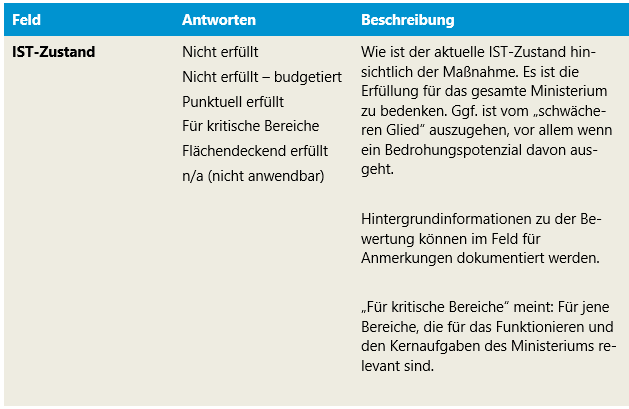 Feld Antworten Beschreibung
IST-Zustand
Nicht erfüllt
Nicht erfüllt – budgetiert
Punktuell erfüllt
Für kritische Bereiche
Flächendeckend erfüllt
n/a (nicht anwendbar)
Wie ist der aktuelle IST-Zustand hin-
sichtlich der Maßnahme. Es ist die
Erfüllung für das gesamte Ministerium
zu bedenken. Ggf. ist vom „schwäche-
ren Glied“ auszugehen, vor allem wenn
ein Bedrohungspotenzial davon aus-
geht.
Hintergrundinformationen zu der Be-
wertung können im Feld für
Anmerkungen dokumentiert werden.
„Für kritische Bereiche“ meint: Für jene
Bereiche, die für das Funktionieren und
den Kernaufgaben des Ministeriums re-
levant sind.